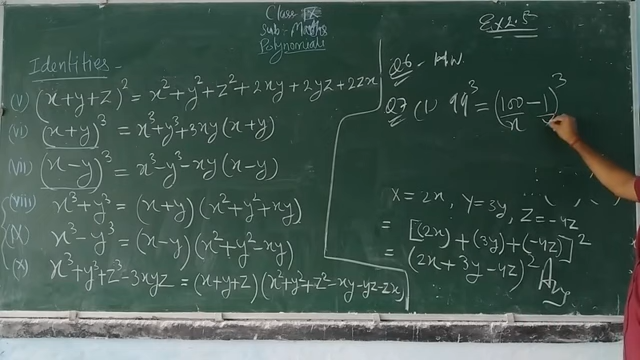 Class IX
Sub - Maths
Polynomials
Ex 2.5
Identities -
(v) (x+y+z)² = x²+y²+z²+2xy+2yz+2zx
(vi) (x+y)³ = x³+y³+3xy(x+y)
(vii) (x-y)³ = x³-y³-xy(x-y)
(viii) x³+y³ = (x+y)(x²+y²+xy)
(ix) x³-y³ = (x-y)(x²+y²-xy)
(x) x³+y³+z³-3xyz = (x+y+z)(x²+y²+z²-xy-yz-zx)
Q6 - H.W.
Q7 (1) 99³ = (100-1)³
x
x = 2x, y = 3y, z = -4z
= [(2x)+(3y)+(-4z)]²
= (2x+3y-4z)² Ans